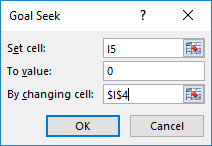 Goal Seek ? ×
Set cell: I5
To value: 0
By changing cell: $I$4
OK Cancel